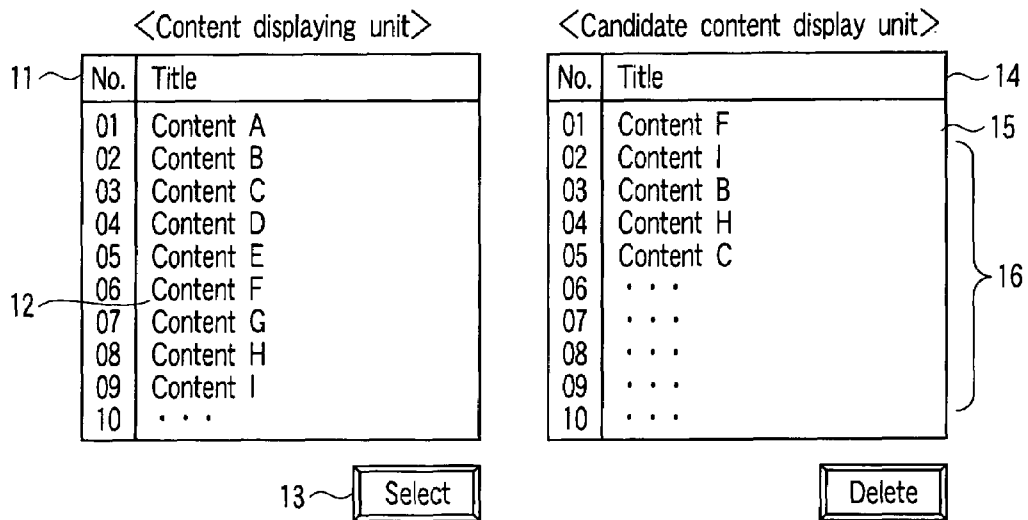 <Content displaying unit>
11
No. Title
01 Content A
02 Content B
03 Content C
04 Content D
05 Content E
06 Content F
12
07 Content G
08 Content H
09 Content I
10 · · ·
13 Select
<Candidate content display unit>
No. Title
14
01 Content F
15
02 Content I
03 Content B
04 Content H
05 Content C
06 · · ·
16
07 · · ·
08 · · ·
09 · · ·
10 · · ·
Delete